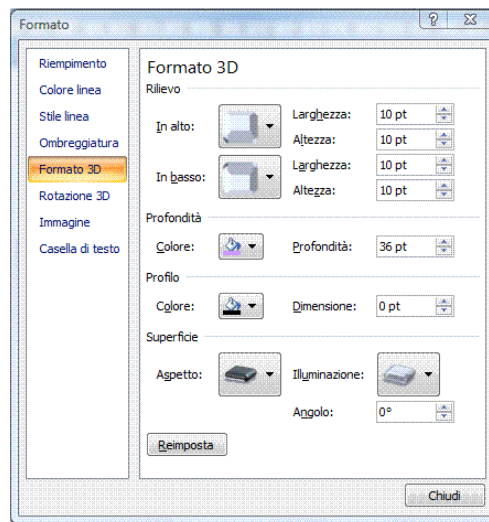 Formato
Riempimento
Colore linea
Stile linea
Ombreggiatura
Formato 3D
Rotazione 3D
Immagine
Casella di testo
Formato 3D
Rilievo
In alto:
Larghezza: 10 pt
Altezza: 10 pt
In basso:
Larghezza: 10 pt
Altezza: 10 pt
Profondità
Colore:
Profondità: 36 pt
Profilo
Colore:
Dimensione: 0 pt
Superficie
Aspetto:
Illuminazione:
Angolo: 0°
Reimposta
Chiudi